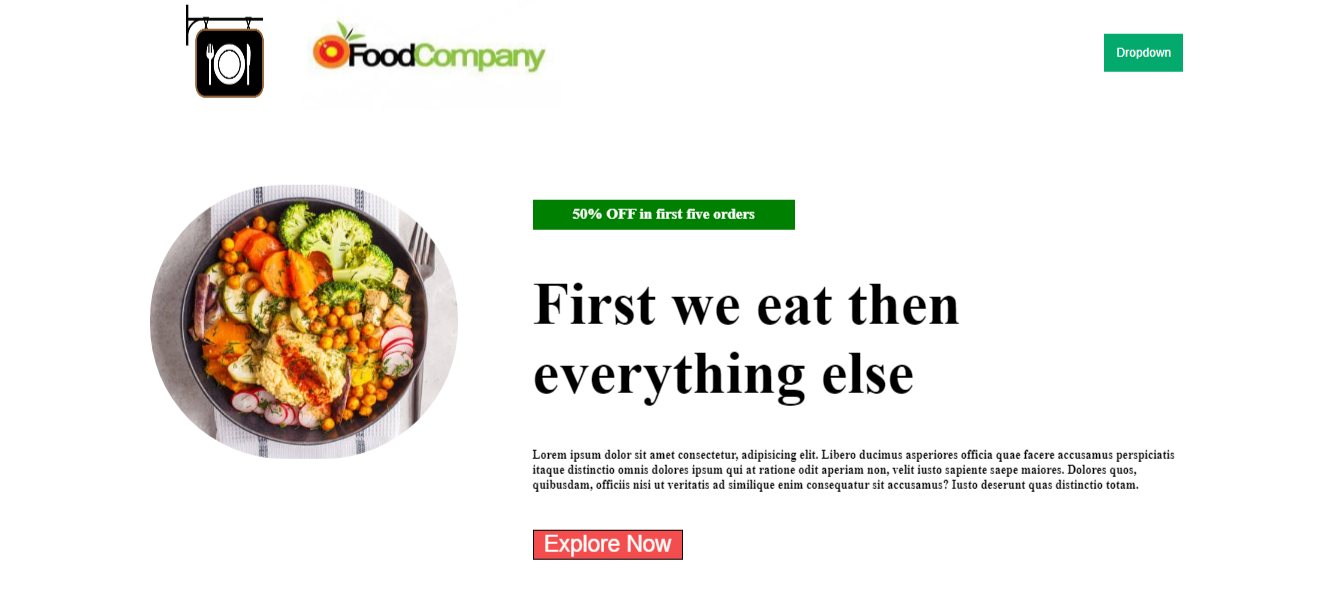 FoodCompany
Dropdown
50% OFF in first five orders
First we eat then
everything else
Lorem ipsum dolor sit amet consectetur, adipisicing elit. Libero ducimus asperiores officia quae facere accusamus perspiciatis
itaque distinctio omnis dolores ipsum qui at ratione odit aperiam non, velit iusto sapiente saepe maiores. Dolores quos,
quibusdam, officiis nisi ut veritatis ad similique enim consequatur sit accusamus? Iusto deserunt quas distinctio totam.
Explore Now